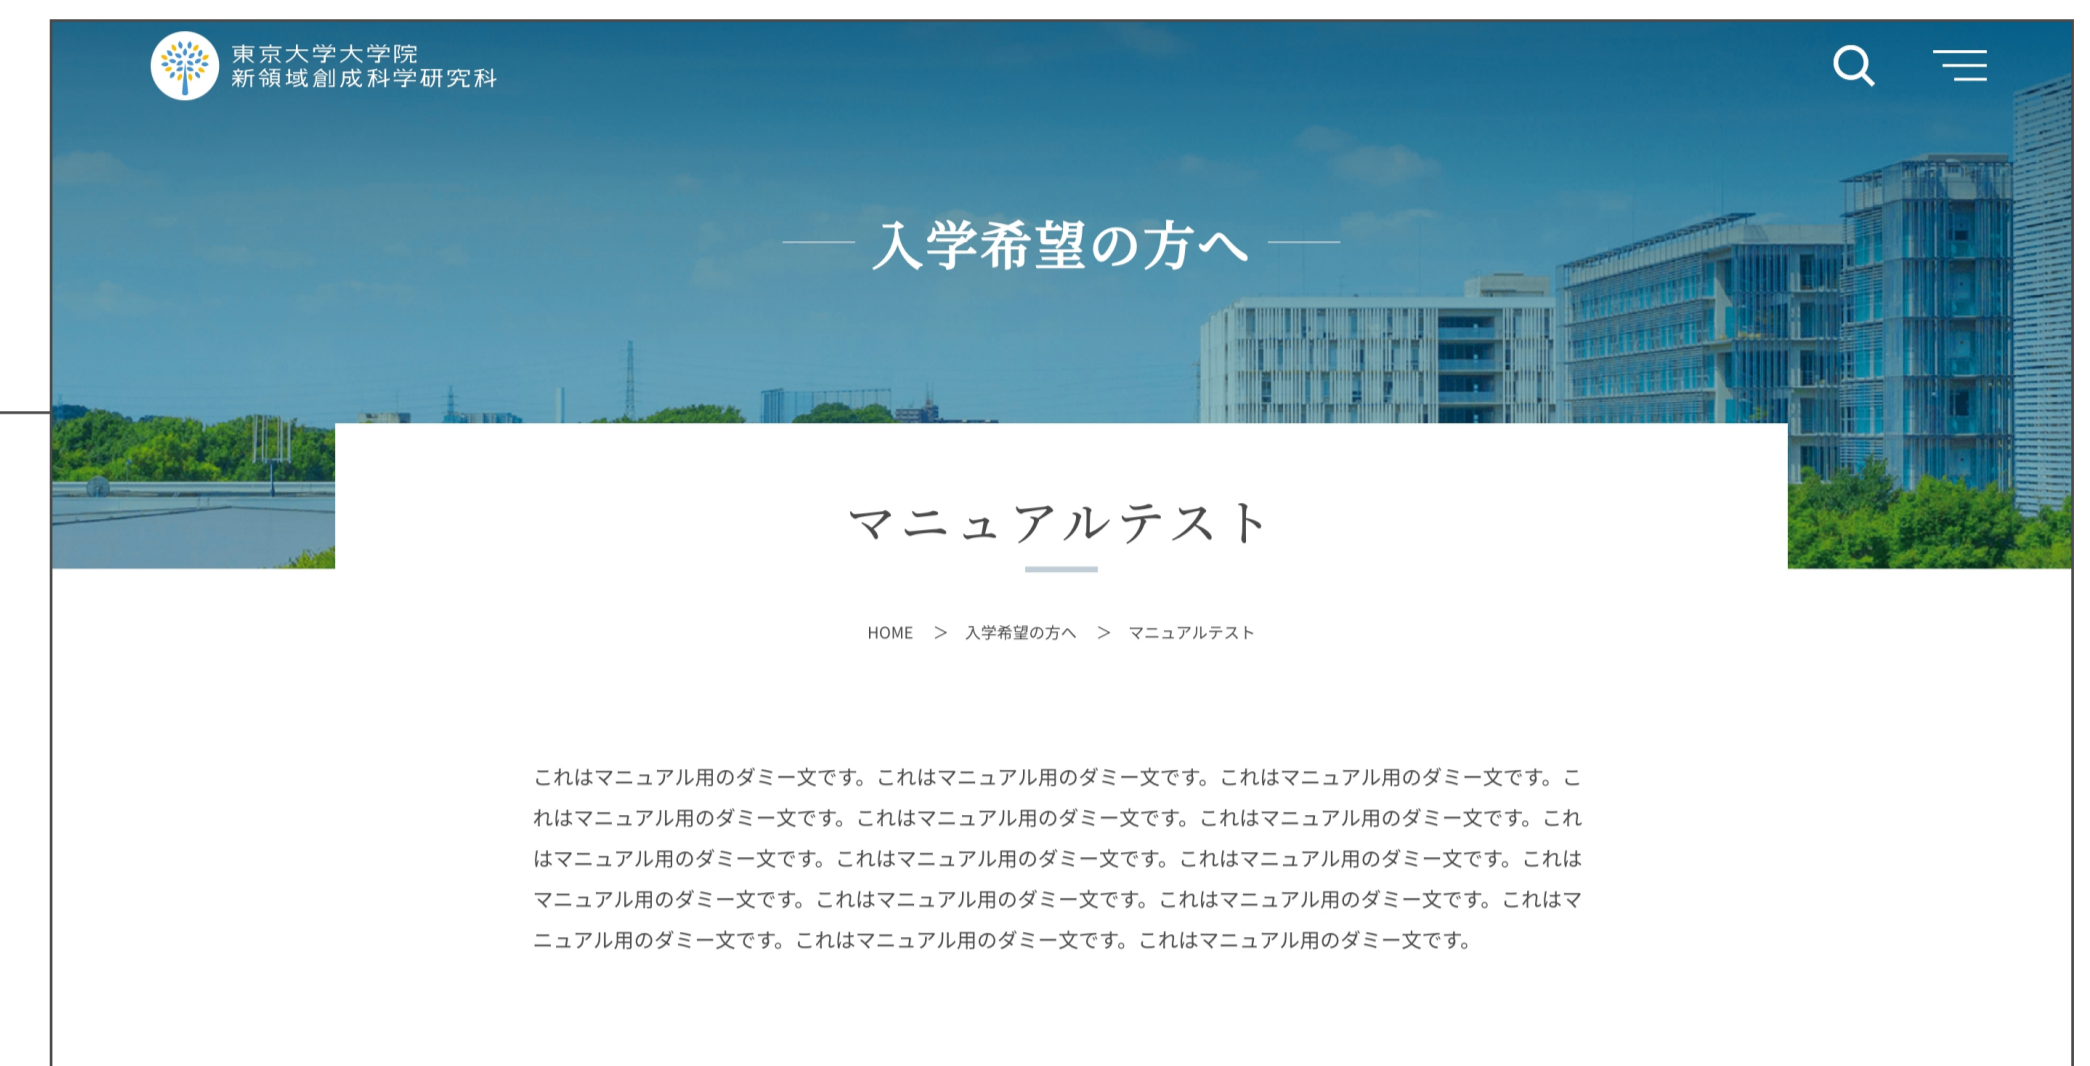 東京大学大学院
新領域創成科学研究科
入学希望の方へ
マニュアルテスト
HOME ＞ 入学希望の方へ ＞ マニュアルテスト
これはマニュアル用のダミー文です。これはマニュアル用のダミー文です。これはマニュアル用のダミー文です。こ
れはマニュアル用のダミー文です。これはマニュアル用のダミー文です。これはマニュアル用のダミー文です。これ
はマニュアル用のダミー文です。これはマニュアル用のダミー文です。これはマニュアル用のダミー文です。これは
マニュアル用のダミー文です。これはマニュアル用のダミー文です。これはマニュアル用のダミー文です。これはマ
ニュアル用のダミー文です。これはマニュアル用のダミー文です。これはマニュアル用のダミー文です。